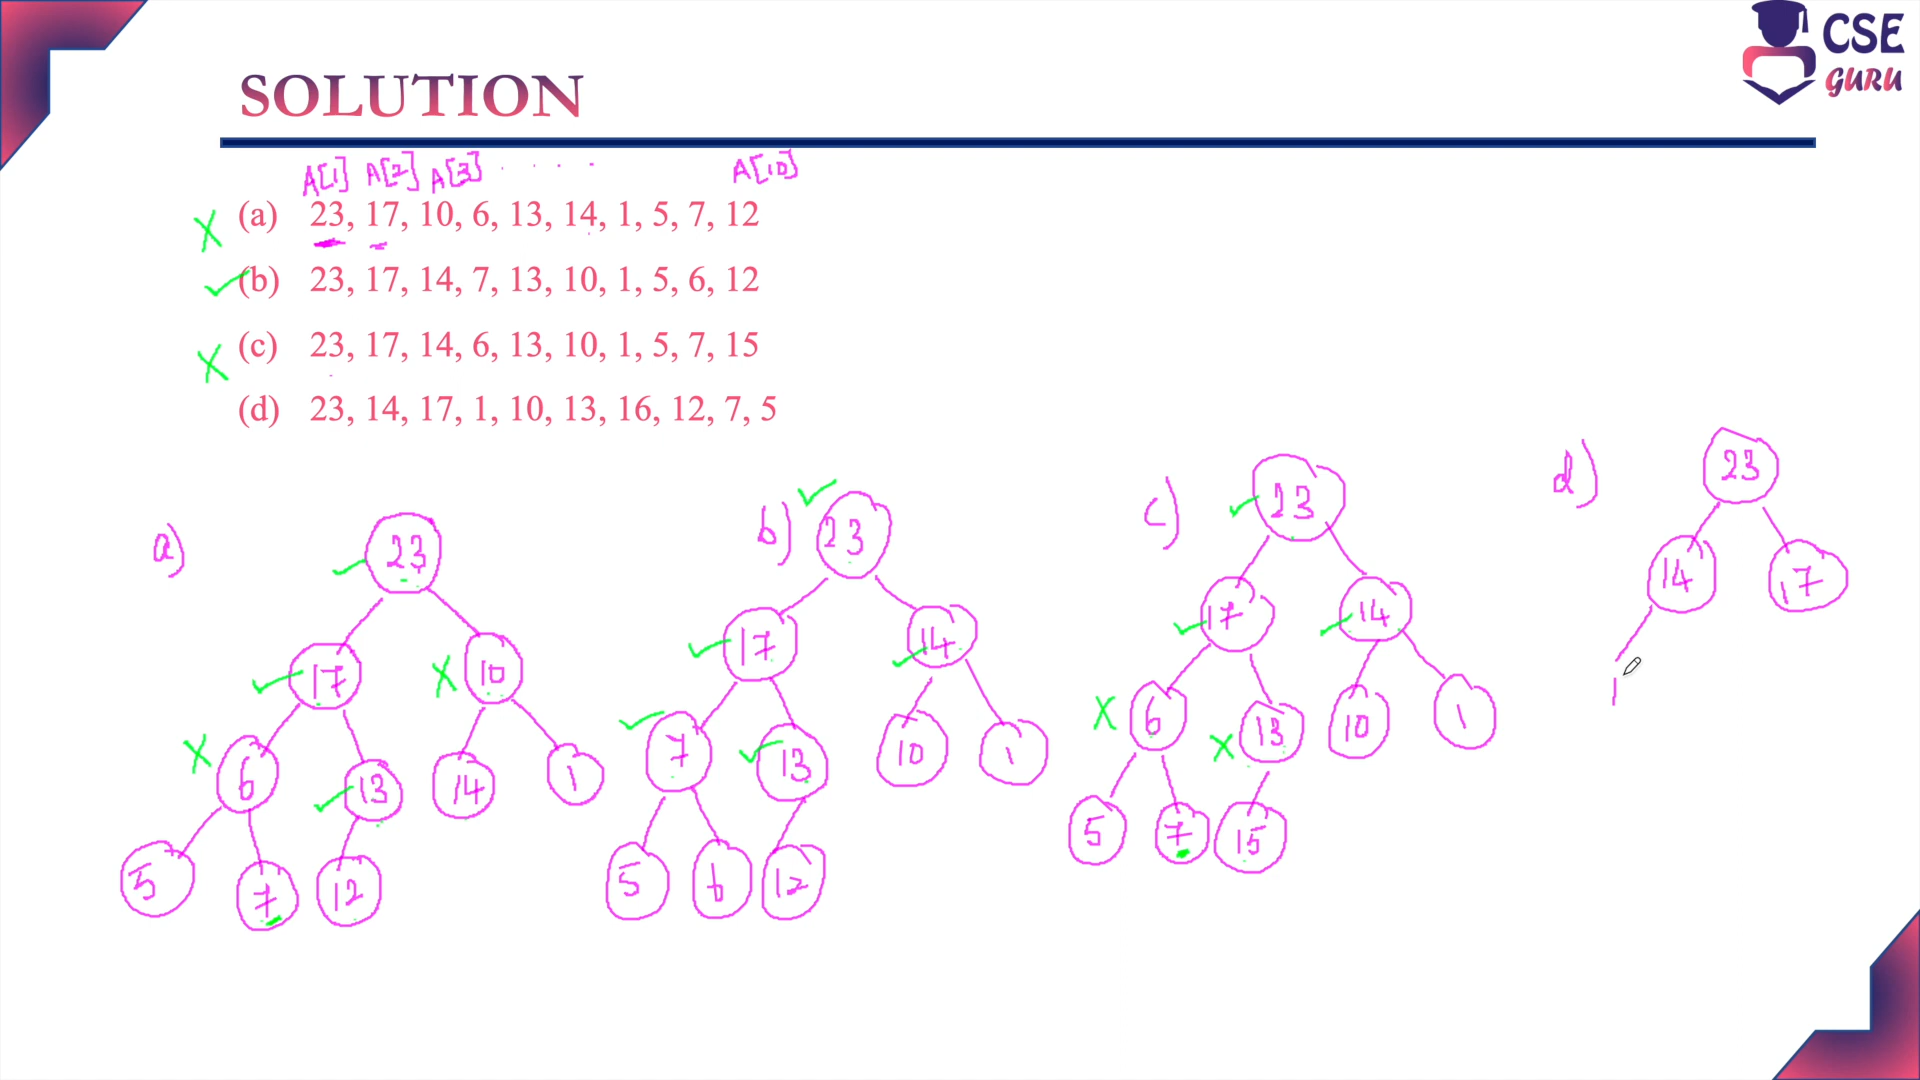 CSE
GURU
SOLUTION
A[1] A[2] A[3] . . . . A[10]
X (a) 23, 17, 10, 6, 13, 14, 1, 5, 7, 12
✓ (b) 23, 17, 14, 7, 13, 10, 1, 5, 6, 12
X (c) 23, 17, 14, 6, 13, 10, 1, 5, 7, 15
(d) 23, 14, 17, 1, 10, 13, 16, 12, 7, 5
a)
✓ 23
✓ 17 X 10
X 6 ✓ 13 14 1
5 7 12
b)
✓ 23
✓ 17 ✓ 14
✓ 7 ✓ 13 10 1
5 6 12
c)
✓ 23
✓ 17 ✓ 14
X 6 X 13 10 1
5 7 15
d)
23
14 17
1